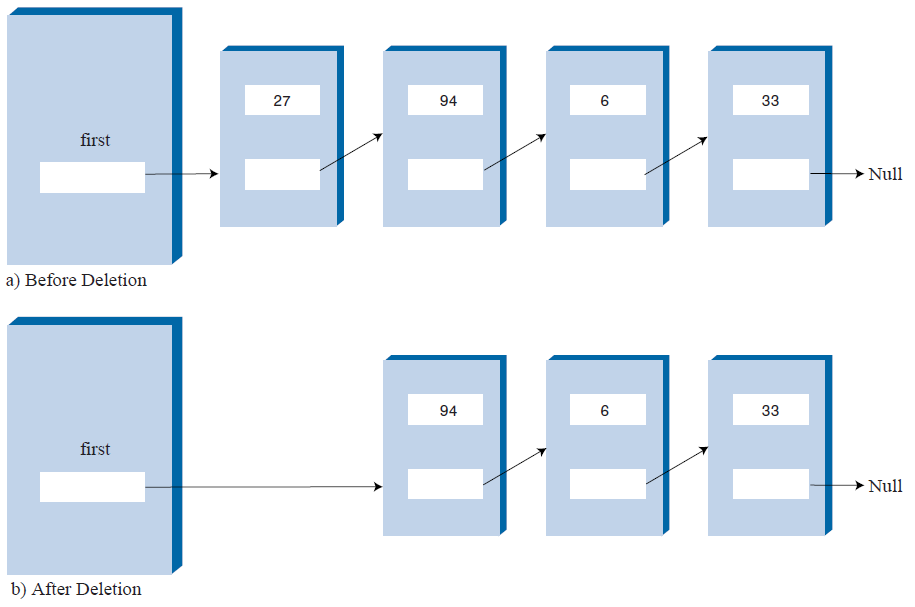 27 94 6 33
first
Null
a) Before Deletion
94 6 33
first
Null
b) After Deletion